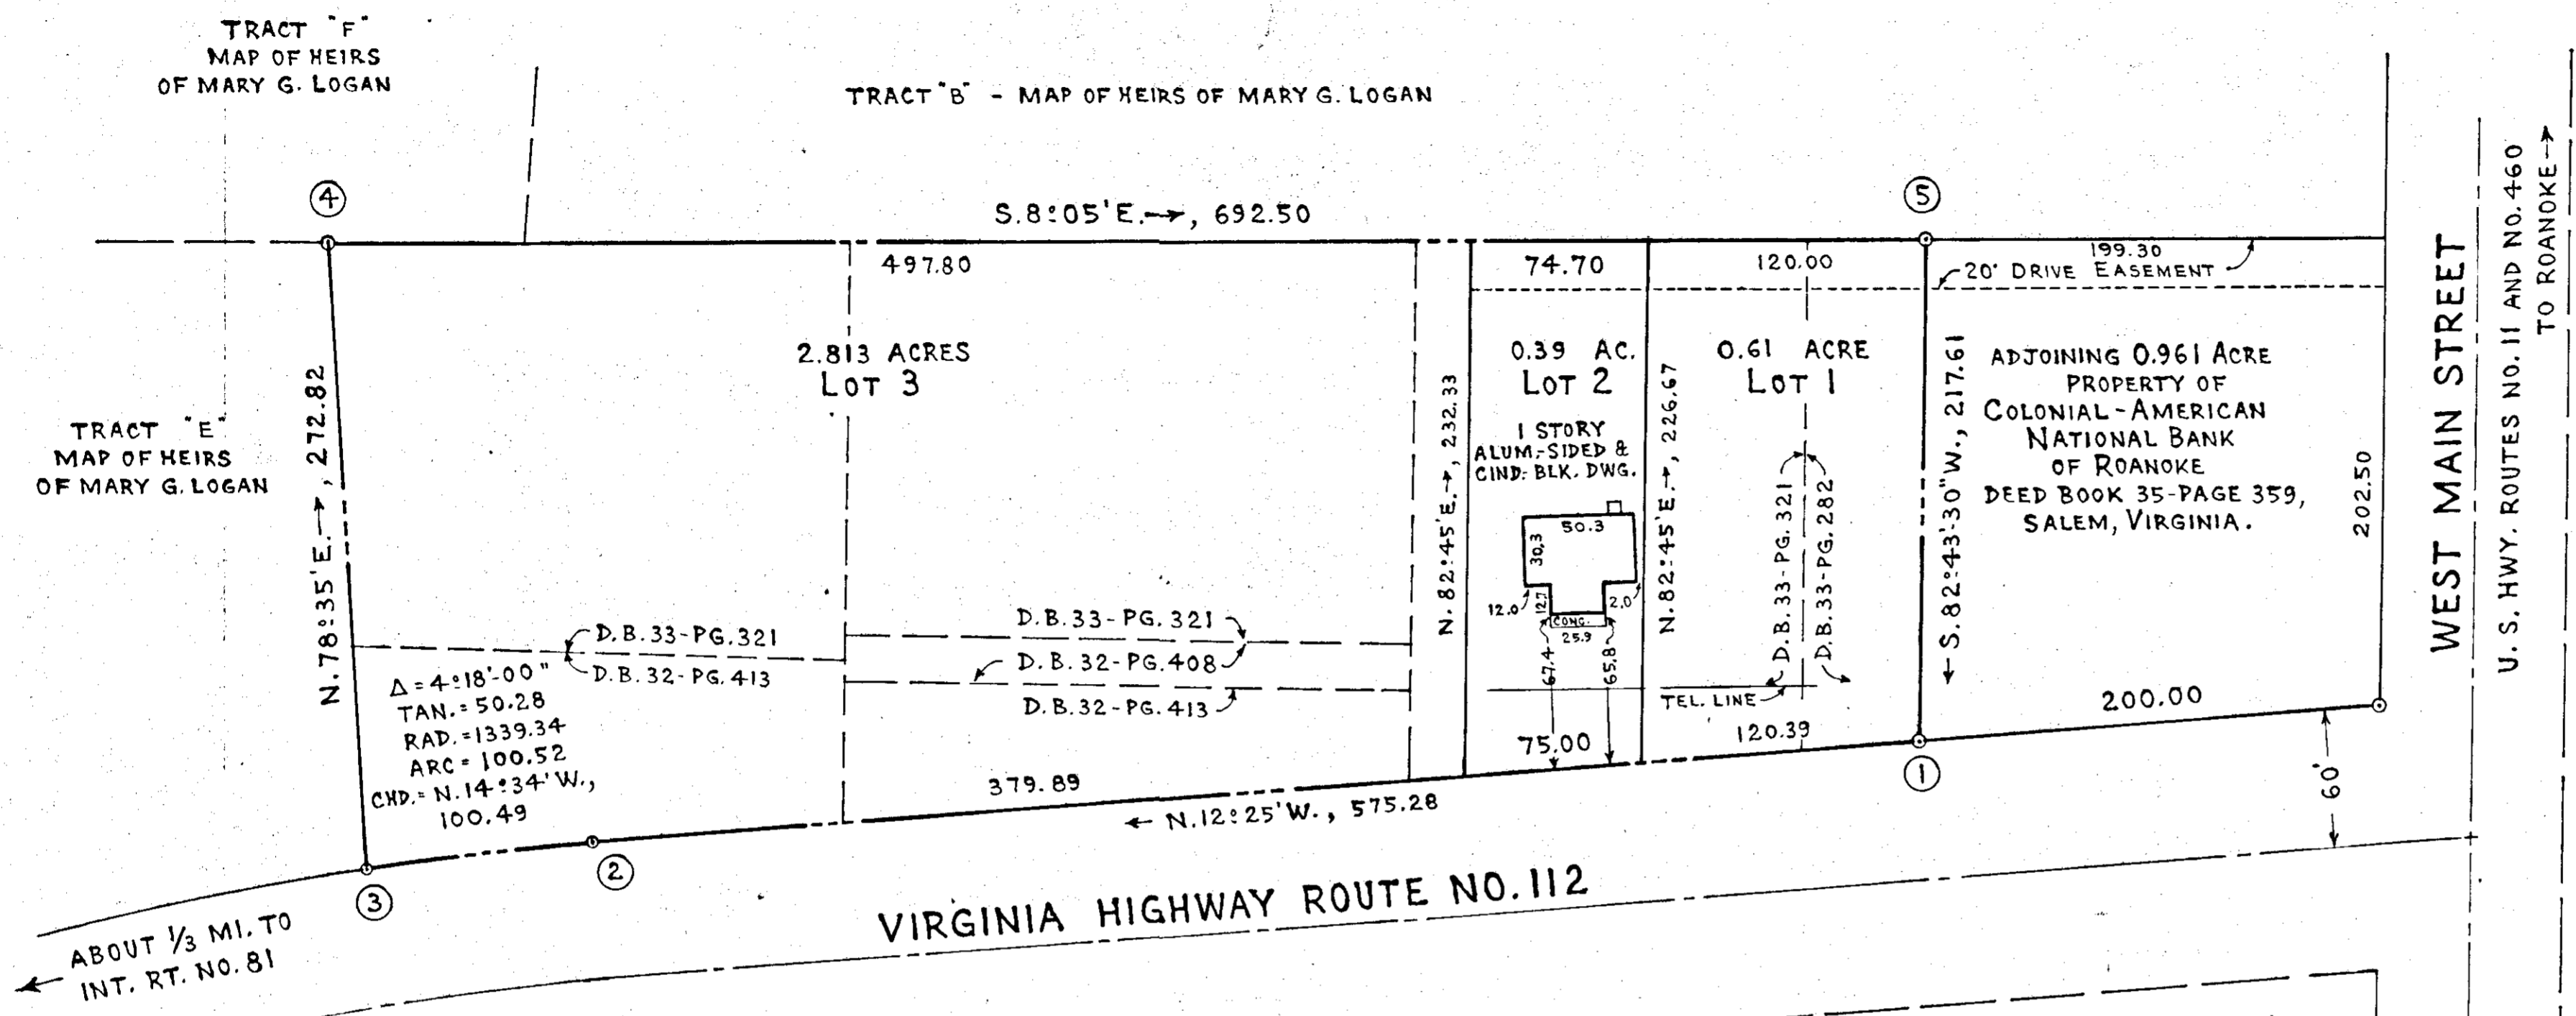 TRACT "F"
MAP OF HEIRS
OF MARY G. LOGAN
TRACT "B" - MAP OF HEIRS OF MARY G. LOGAN
4
S.8°05'E.→, 692.50
5
497.80
74.70
120.00
199.30
20' DRIVE EASEMENT
2.813 ACRES
LOT 3
0.39 AC.
LOT 2
1 STORY
ALUM.-SIDED &
CIND. BLK. DWG.
0.61 ACRE
LOT 1
ADJOINING 0.961 ACRE
PROPERTY OF
COLONIAL-AMERICAN
NATIONAL BANK
OF ROANOKE
DEED BOOK 35-PAGE 359,
SALEM, VIRGINIA.
TRACT "E"
MAP OF HEIRS
OF MARY G. LOGAN
N.78°35'E.→, 272.82
N.82°45'E.→, 232.33
N.82°45'E.→, 226.67
←S.82°43'-30"W., 217.61
202.50
50.3
30.3
12.0
12.7
2.0
CONC.
25.9
67.4
65.8
D.B.33-PG.321
D.B.33-PG.282
TEL. LINE
D.B.33-PG.321
D.B.32-PG.413
D.B.33-PG.321
D.B.32-PG.408
D.B.32-PG.413
Δ=4°18'-00"
TAN.=50.28
RAD.=1339.34
ARC=100.52
CHD.=N.14°34'W.,
100.49
379.89
75.00
120.39
200.00
← N.12°25'W., 575.28
1
2
3
60'
VIRGINIA HIGHWAY ROUTE NO.112
ABOUT 1/3 MI. TO
← INT. RT. NO. 81
WEST MAIN STREET
U. S. HWY. ROUTES NO. 11 AND NO. 460
TO ROANOKE→